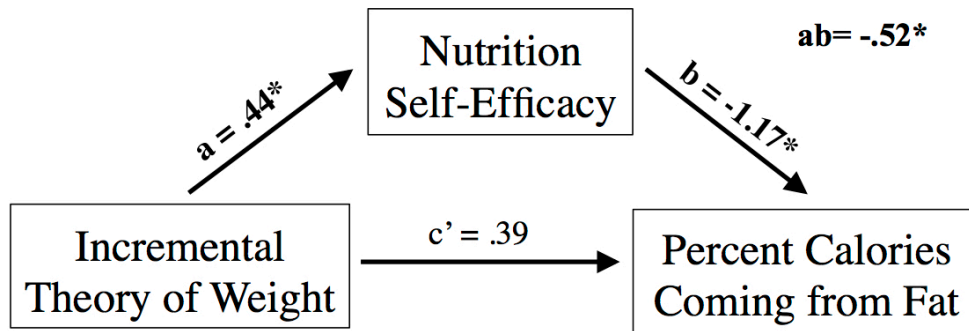 Nutrition
Self-Efficacy
ab= -.52*
a = .44*
b = -1.17*
Incremental
Theory of Weight
c’ = .39
Percent Calories
Coming from Fat